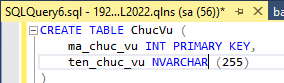 SQLQuery6.sql - 192...L2022.qlns (sa (56))*
CREATE TABLE ChucVu (
ma_chuc_vu INT PRIMARY KEY,
ten_chuc_vu NVARCHAR (255)
)